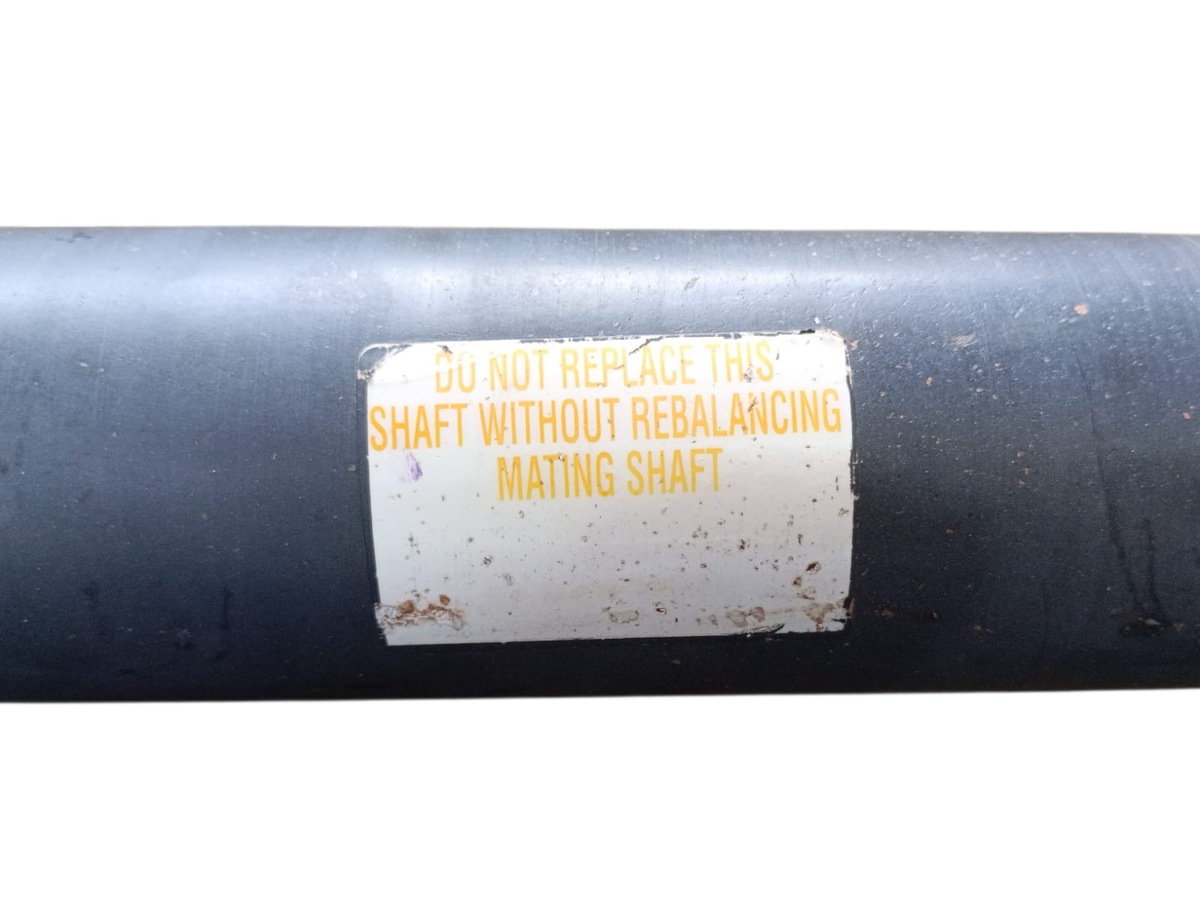 DO NOT REPLACE THIS
SHAFT WITHOUT REBALANCING
MATING SHAFT